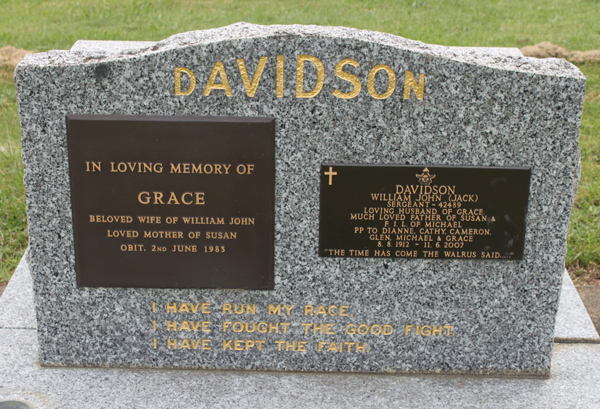 DAVIDSON
IN LOVING MEMORY OF
GRACE
BELOVED WIFE OF WILLIAM JOHN
LOVED MOTHER OF SUSAN
OBIT. 2ND JUNE 1983
DAVIDSON
WILLIAM JOHN (JACK)
SERGEANT - 42489
LOVING HUSBAND OF GRACE,
MUCH LOVED FATHER OF SUSAN &
F.I.L. OF MICHAEL
PP TO DIANNE, CATHY, CAMERON,
GLEN, MICHAEL & GRACE
8. 8. 1912 - 11. 6. 2007
"THE TIME HAS COME THE WALRUS SAID....."
I HAVE RUN MY RACE,
I HAVE FOUGHT THE GOOD FIGHT
I HAVE KEPT THE FAITH